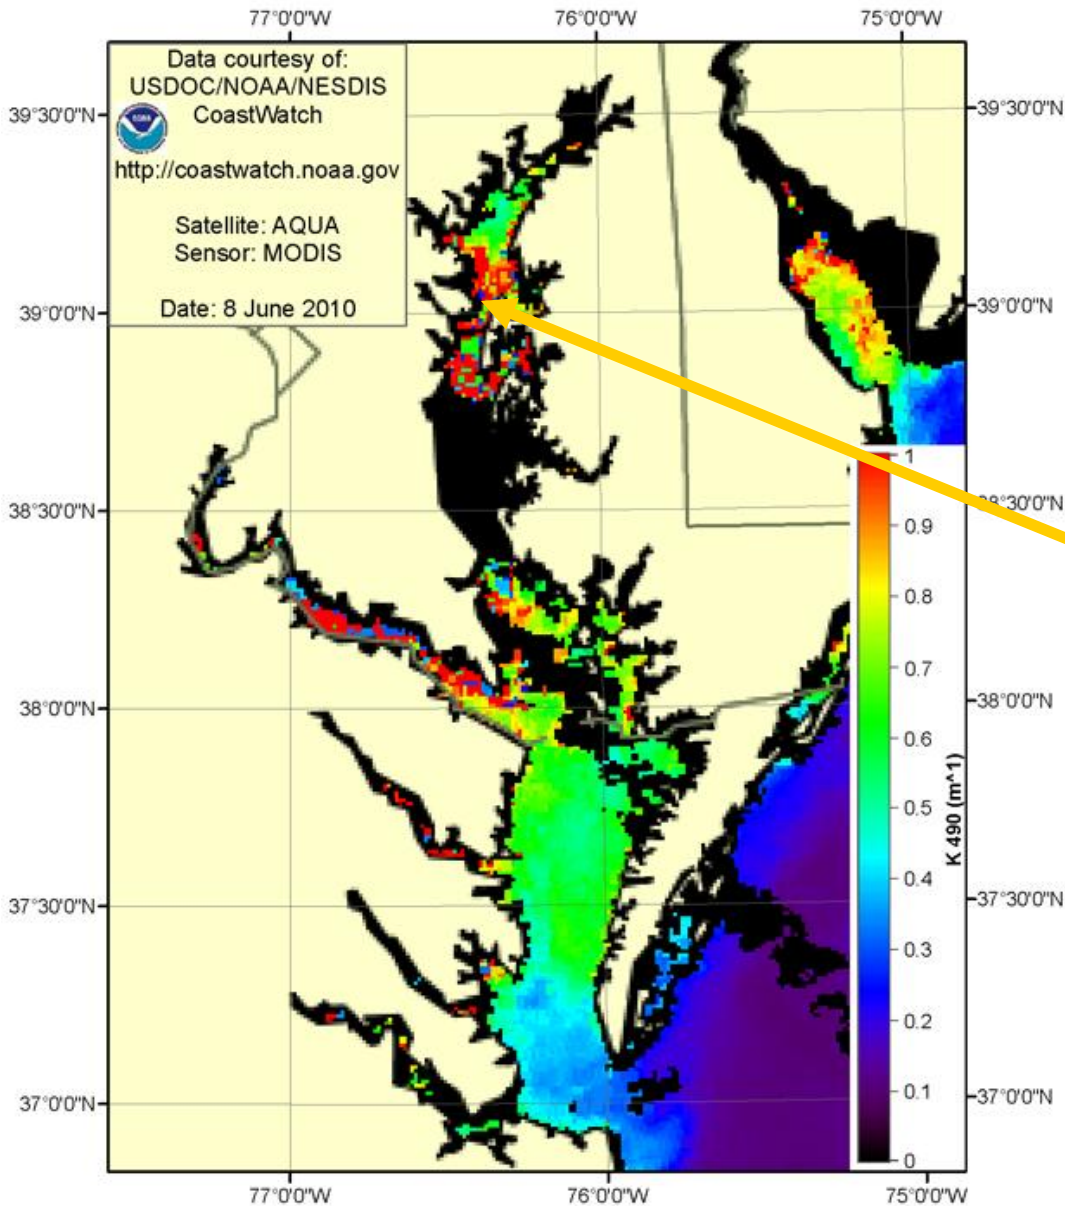 77°0'0"W 76°0'0"W 75°0'0"W
Data courtesy of:
USDOC/NOAA/NESDIS
CoastWatch
http://coastwatch.noaa.gov
Satellite: AQUA
Sensor: MODIS
Date: 8 June 2010
39°30'0"N
39°0'0"N
38°30'0"N
38°0'0"N
37°30'0"N
37°0'0"N
39°30'0"N
39°0'0"N
38°30'0"N
38°0'0"N
37°30'0"N
37°0'0"N
1
0.9
0.8
0.7
0.6
0.5
0.4
0.3
0.2
0.1
0
K 490 (m^1)
77°0'0"W 76°0'0"W 75°0'0"W